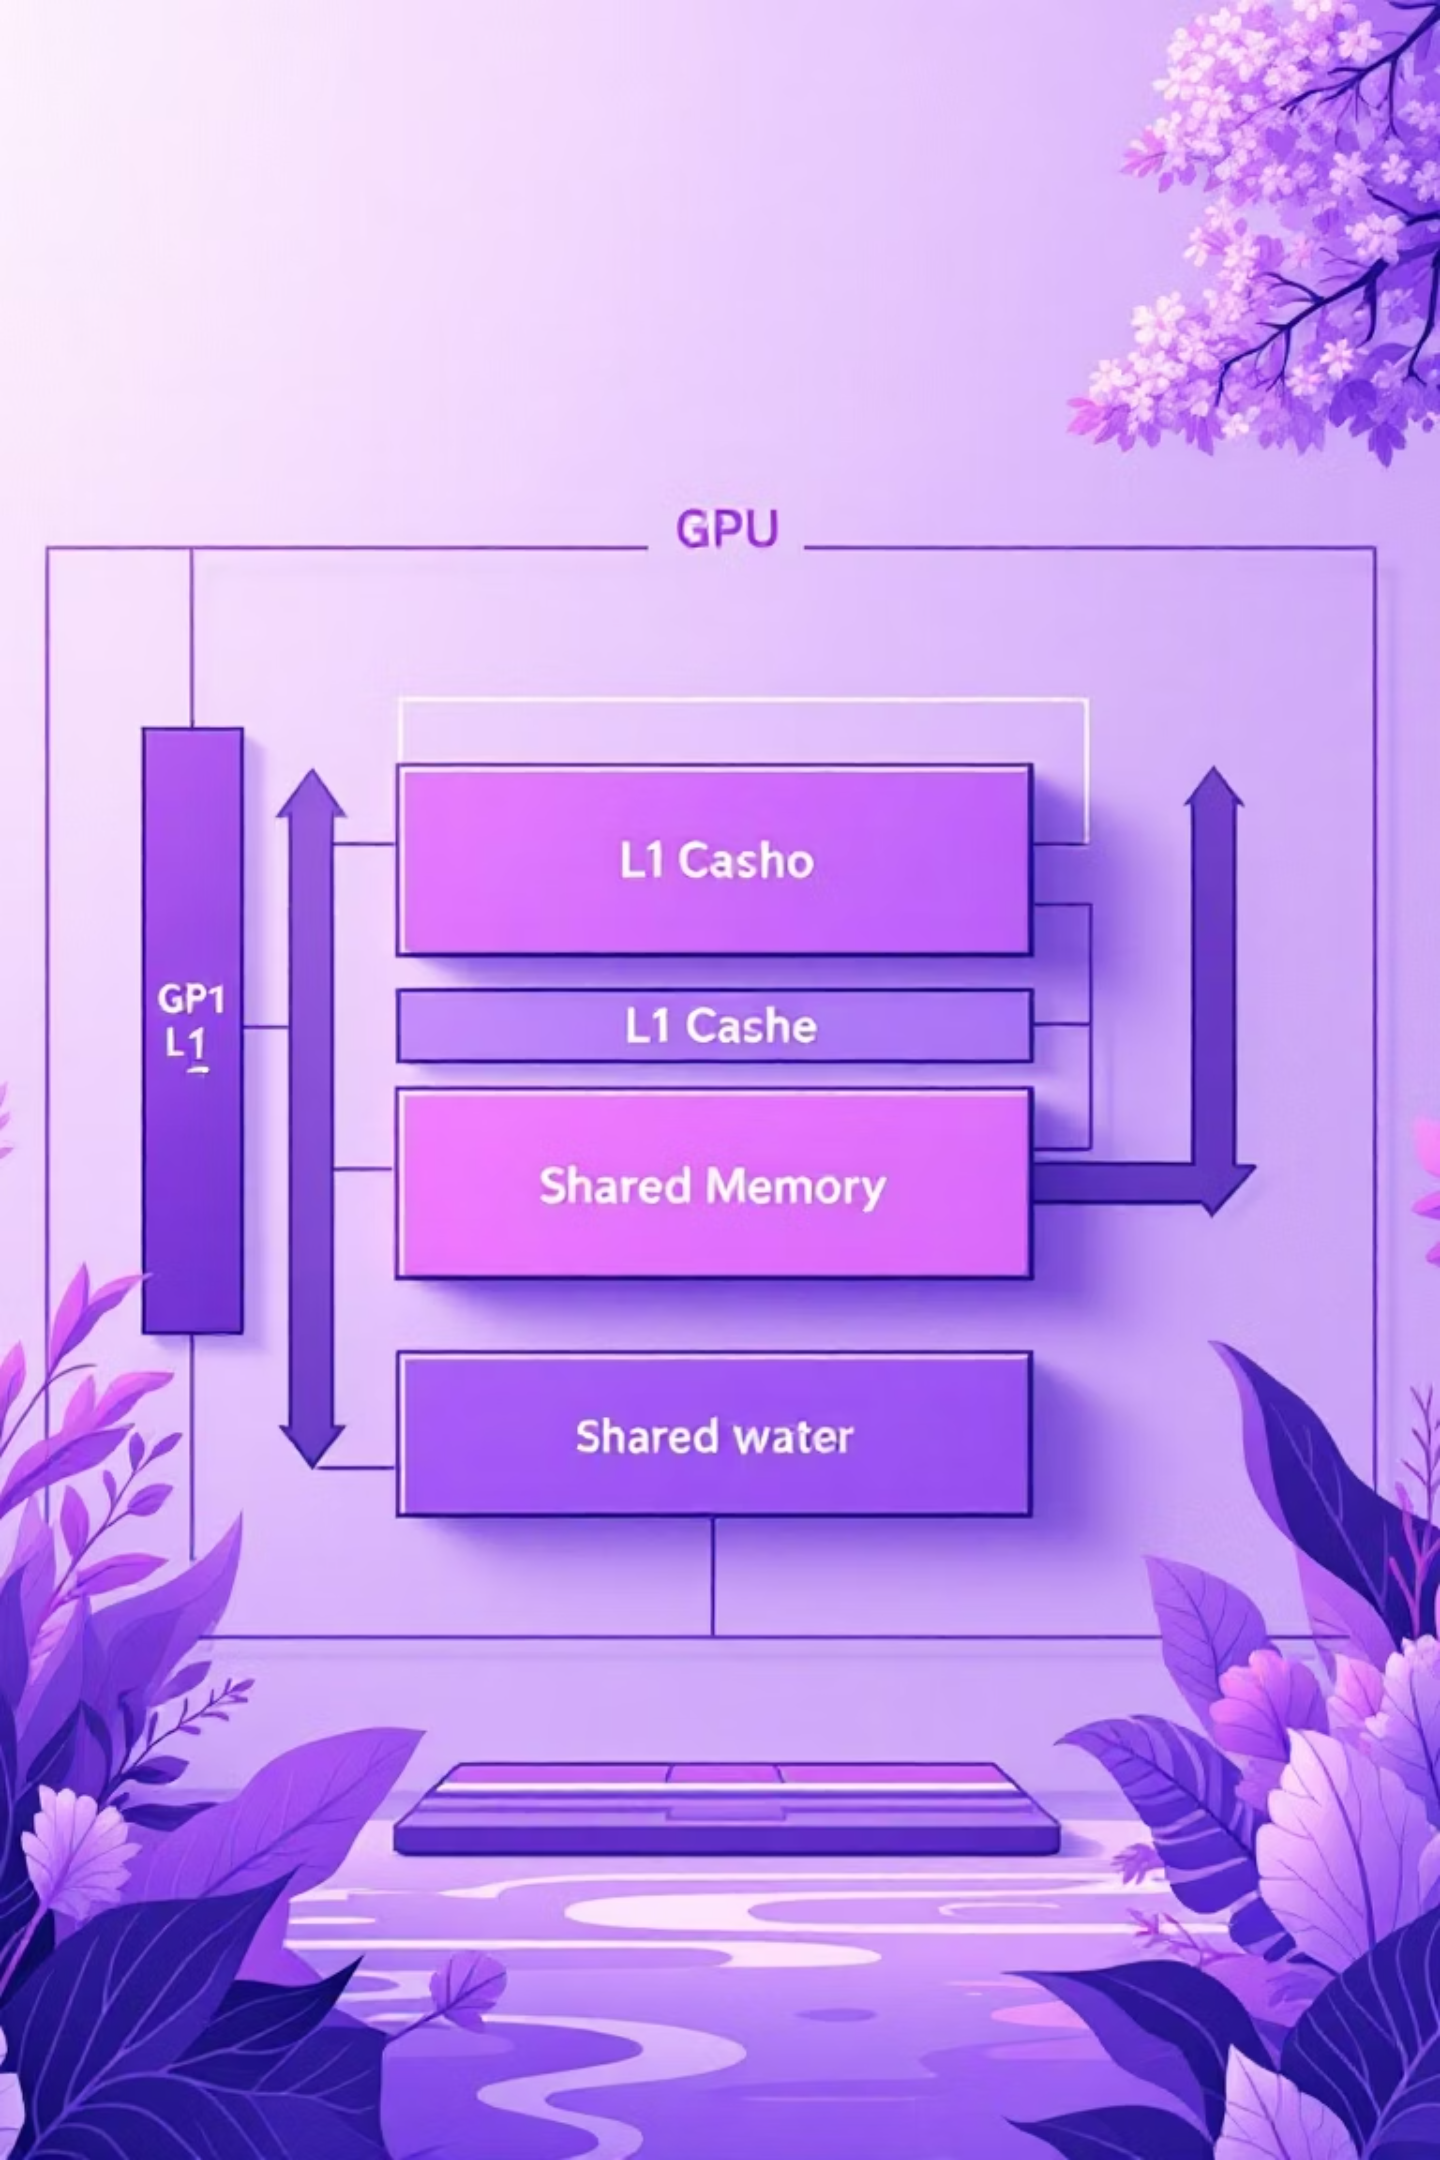 GPU
L1 Casho
GP1
L1
L1 Cashe
Shared Memory
Shared water